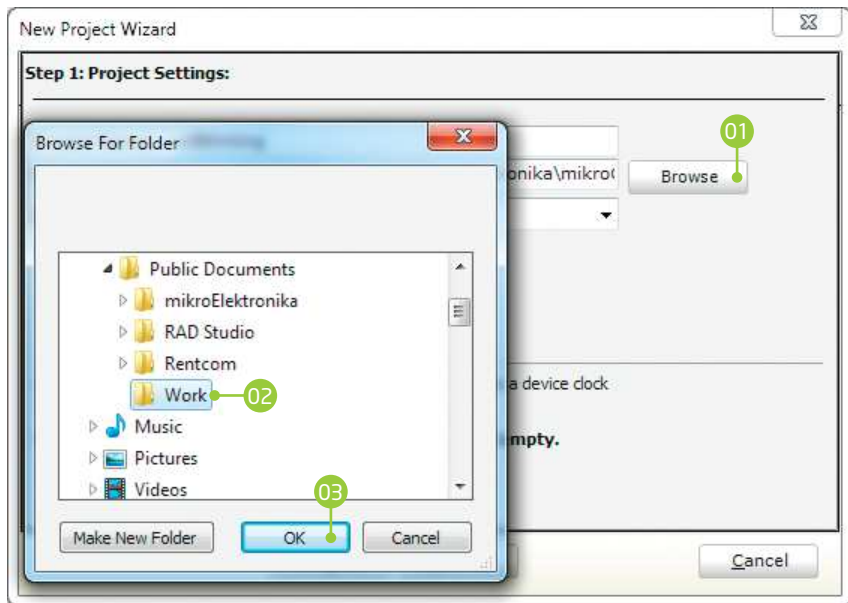 New Project Wizard
Step 1: Project Settings:
Browse For Folder
01
onika\mikro
Browse
Public Documents
mikroElektronika
RAD Studio
Rentcom
Work
02
a device clock
Music
empty.
Pictures
Videos
03
Make New Folder
OK
Cancel
Cancel